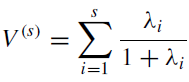 $V^{(s)} = \sum_{i=1}^{s} \frac{\lambda_i}{1 + \lambda_i}$